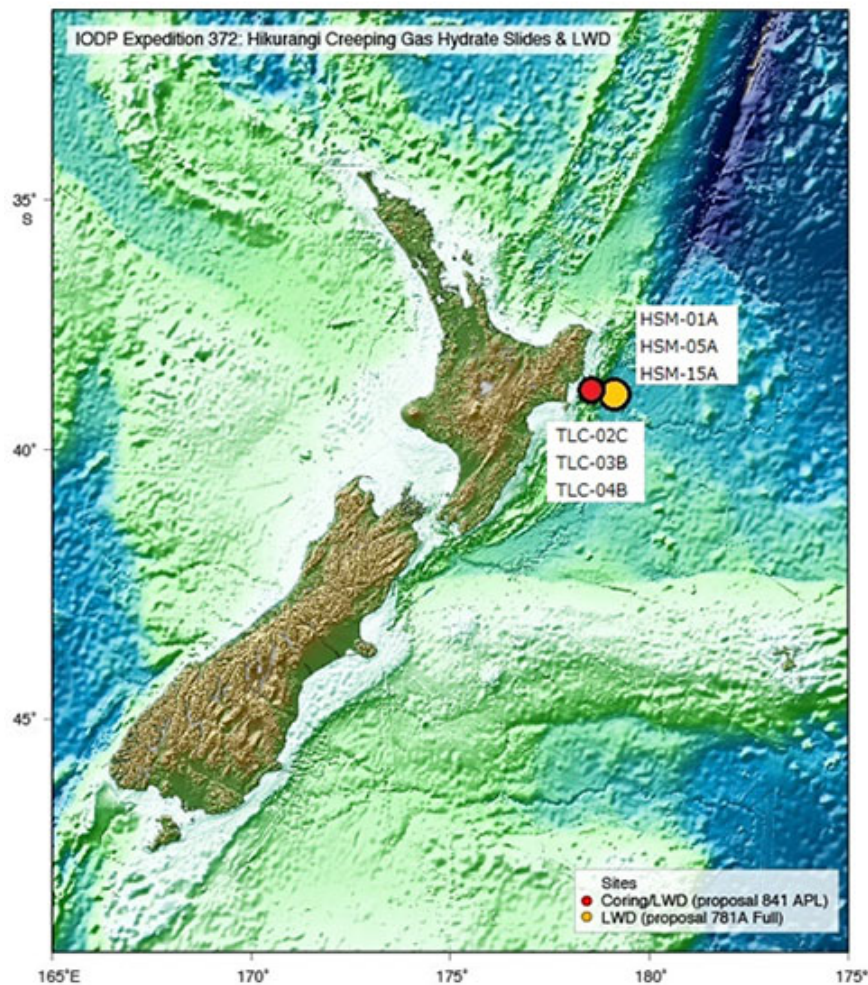 IODP Expedition 372: Hikurangi Creeping Gas Hydrate Slides & LWD
35°
S
HSM-01A
HSM-05A
HSM-15A
40°
TLC-02C
TLC-03B
TLC-04B
45°
Sites
Coring/LWD (proposal 841 APL)
LWD (proposal 781A Full)
165°E
170°
175°
180°
175°